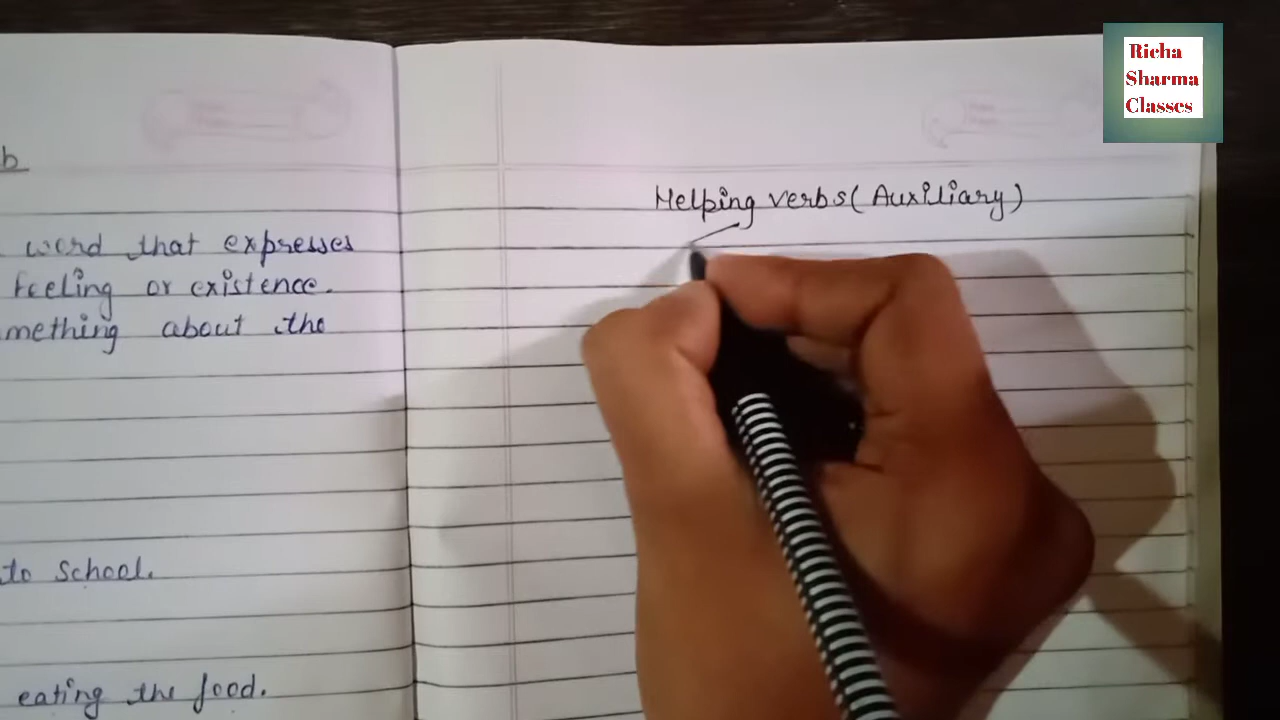 b
word that expresses
feeling or existence.
mething about the
to school.
eating the food.
Helping verbs (Auxiliary)
Richa
Sharma
Classes